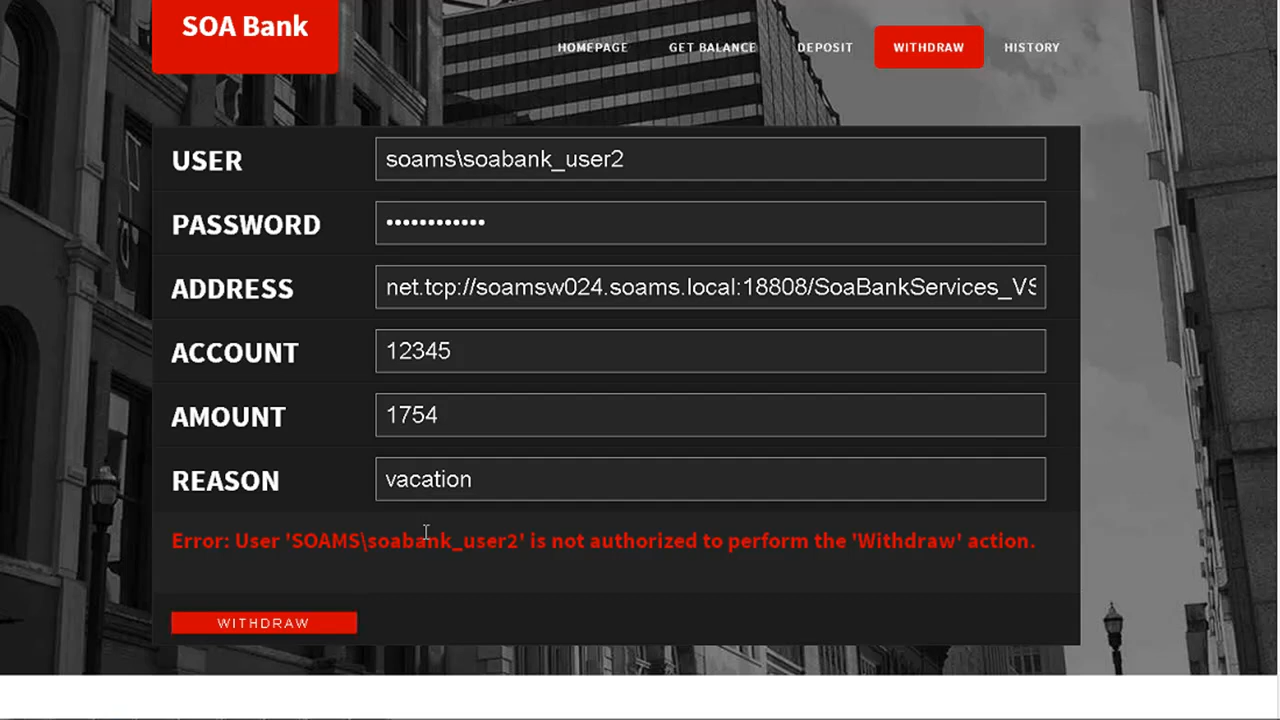 SOA Bank
HOMEPAGE GET BALANCE DEPOSIT WITHDRAW HISTORY
USER soams\soabank_user2
PASSWORD ••••••••••••
ADDRESS net.tcp://soamsw024.soams.local:18808/SoaBankServices_VS
ACCOUNT 12345
AMOUNT 1754
REASON vacation
Error: User 'SOAMS\soabank_user2' is not authorized to perform the 'Withdraw' action.
WITHDRAW